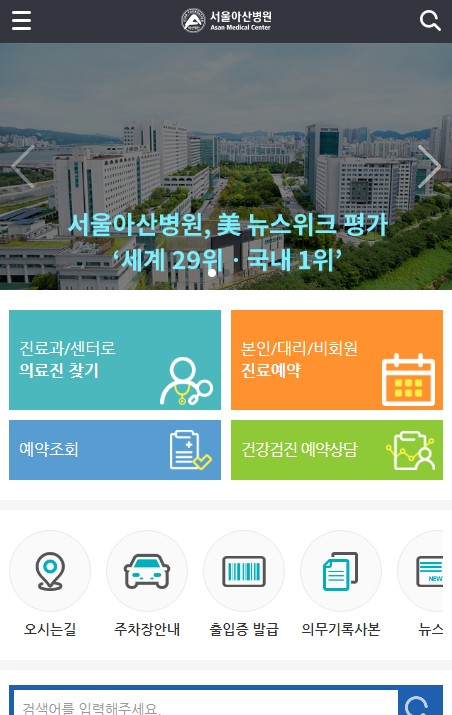 서울아산병원
Asan Medical Center
서울아산병원, 美 뉴스위크 평가
‘세계 29위 · 국내 1위’
진료과/센터로
의료진 찾기
본인/대리/비회원
진료예약
예약조회
건강검진 예약상담
NEW
오시는길
주차장안내
출입증 발급
의무기록사본
뉴스
검색어를 입력해주세요.